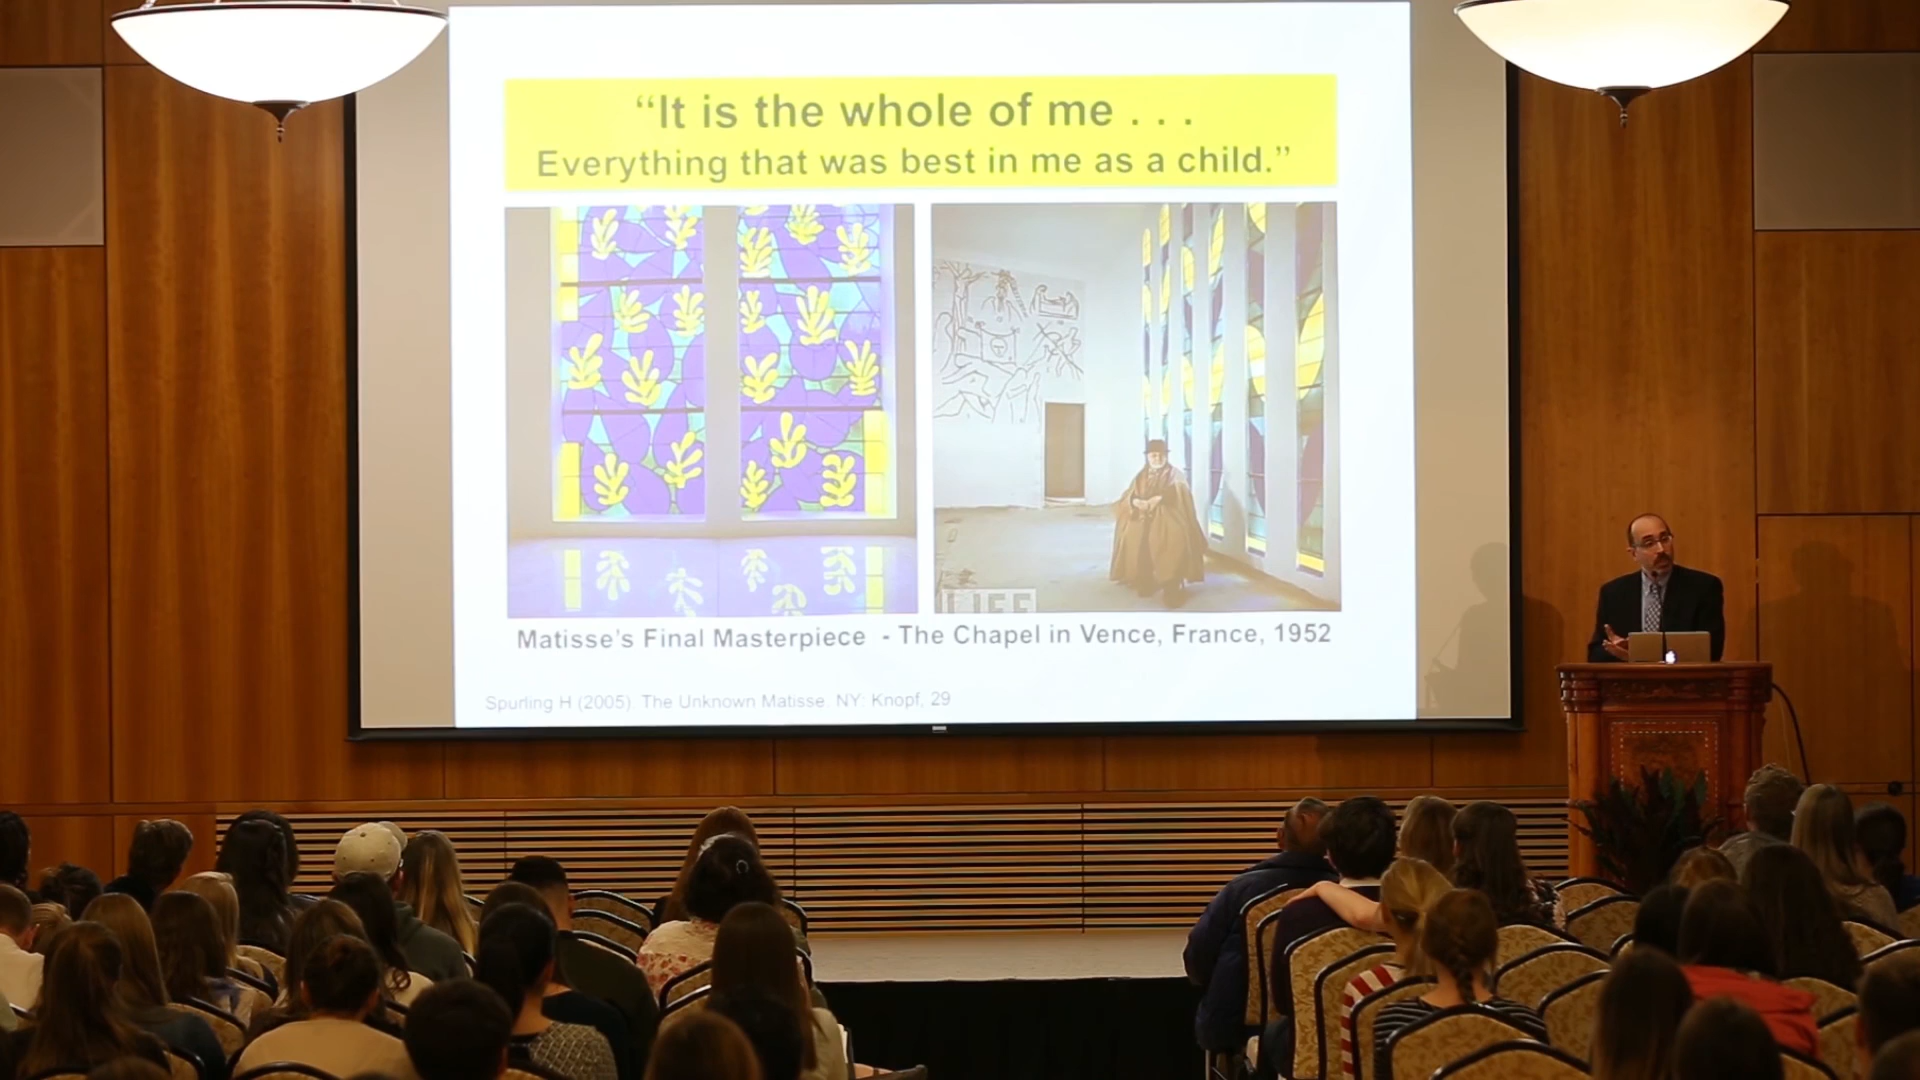 “It is the whole of me . . .
Everything that was best in me as a child.”
LIFE
Matisse’s Final Masterpiece - The Chapel in Vence, France, 1952
Spurling H (2005). The Unknown Matisse. NY: Knopf, 29